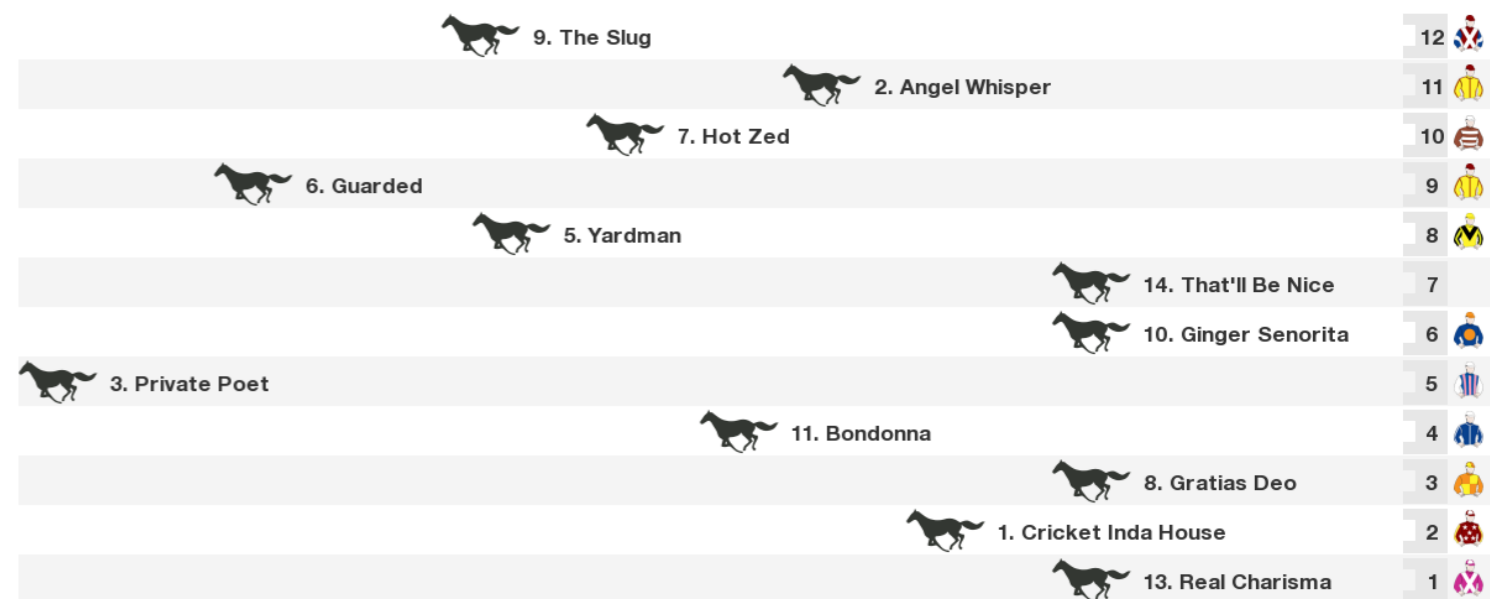 9. The Slug 12
2. Angel Whisper 11
7. Hot Zed 10
6. Guarded 9
5. Yardman 8
14. That'll Be Nice 7
10. Ginger Senorita 6
3. Private Poet 5
11. Bondonna 4
8. Gratias Deo 3
1. Cricket Inda House 2
13. Real Charisma 1